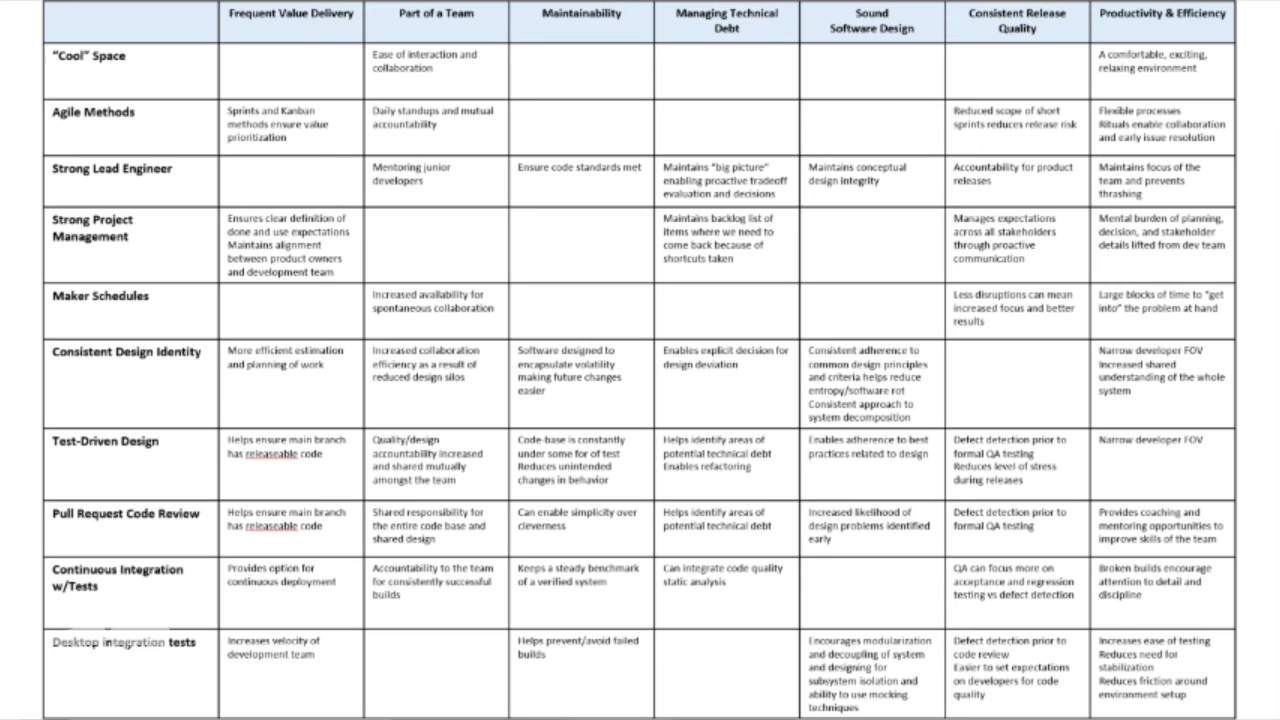 Frequent Value Delivery
Part of a Team
Maintainability
Managing Technical
Debt
Sound
Software Design
Consistent Release
Quality
Productivity & Efficiency
“Cool” Space
Ease of interaction and
collaboration
A comfortable, exciting,
relaxing environment
Agile Methods
Sprints and Kanban
methods ensure value
prioritization
Daily standups and mutual
accountability
Reduced scope of short
sprints reduces release risk
Flexible processes
Rituals enable collaboration
and early issue resolution
Strong Lead Engineer
Mentoring junior
developers
Ensure code standards met
Maintains “big picture”
enabling proactive tradeoff
evaluation and decisions
Maintains conceptual
design integrity
Accountability for product
releases
Maintains focus of the
team and prevents
thrashing
Strong Project
Management
Ensures clear definition of
done and use expectations
Maintains alignment
between product owners
and development team
Maintains backlog list of
items where we need to
come back because of
shortcuts taken
Manages expectations
across all stakeholders
through proactive
communication
Mental burden of planning,
decision, and stakeholder
details lifted from dev team
Maker Schedules
Increased availability for
spontaneous collaboration
Less disruptions can mean
increased focus and better
results
Large blocks of time to “get
into” the problem at hand
Consistent Design Identity
More efficient estimation
and planning of work
Increased collaboration
efficiency as a result of
reduced design silos
Software designed to
encapsulate volatility
making future changes
easier
Enables explicit decision for
design deviation
Consistent adherence to
common design principles
and criteria helps reduce
entropy/software rot
Consistent approach to
system decomposition
Narrow developer FOV
Increased shared
understanding of the whole
system
Test-Driven Design
Helps ensure main branch
has releaseable code
Quality/design
accountability increased
and shared mutually
amongst the team
Code-base is constantly
under some for of test
Reduces unintended
changes in behavior
Helps identify areas of
potential technical debt
Enables refactoring
Enables adherence to best
practices related to design
Defect detection prior to
formal QA testing
Reduces level of stress
during releases
Narrow developer FOV
Pull Request Code Review
Helps ensure main branch
has releaseable code
Shared responsibility for
the entire code base and
shared design
Can enable simplicity over
cleverness
Helps identify areas of
potential technical debt
Increased likelihood of
design problems identified
early
Defect detection prior to
formal QA testing
Provides coaching and
mentoring opportunities to
improve skills of the team
Continuous Integration
w/Tests
Provides option for
continuous deployment
Accountability to the team
for consistently successful
builds
Keeps a steady benchmark
of a verified system
Can integrate code quality
static analysis
QA can focus more on
acceptance and regression
testing vs defect detection
Broken builds encourage
attention to detail and
discipline
Desktop integration tests
Increases velocity of
development team
Helps prevent/avoid failed
builds
Encourages modularization
and decoupling of system
and designing for
subsystem isolation and
ability to use mocking
techniques
Defect detection prior to
code review
Easier to set expectations
on developers for code
quality
Increases ease of testing
Reduces need for
stabilization
Reduces friction around
environment setup